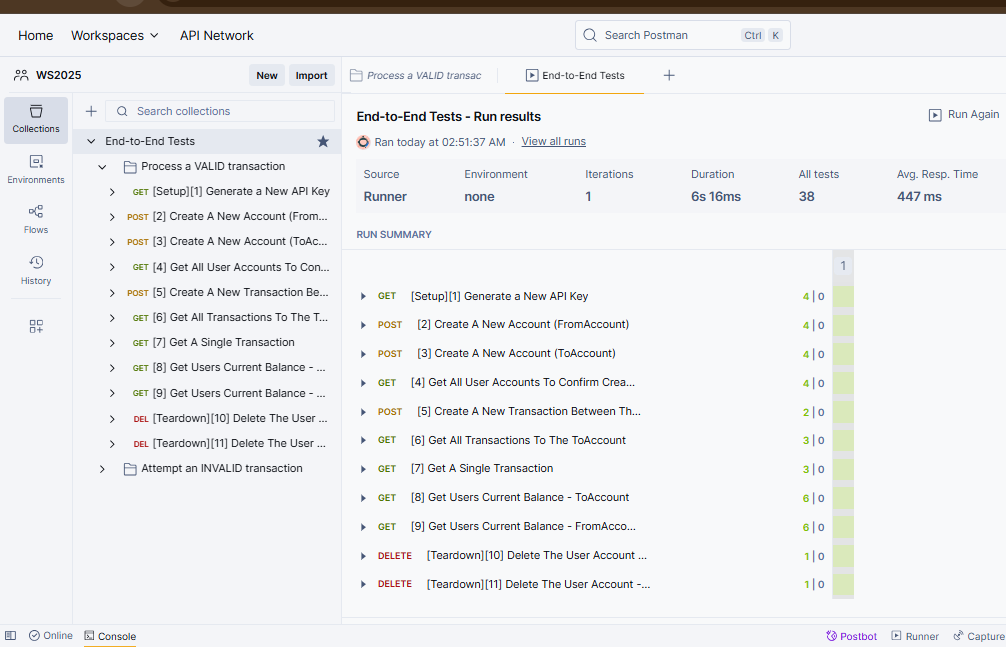 Home Workspaces API Network Search Postman Ctrl K
WS2025 New Import Process a VALID transac End-to-End Tests
Collections
Environments
Flows
History
Search collections
End-to-End Tests
Process a VALID transaction
GET [Setup][1] Generate a New API Key
POST [2] Create A New Account (From...
POST [3] Create A New Account (ToAc...
GET [4] Get All User Accounts To Con...
POST [5] Create A New Transaction Be...
GET [6] Get All Transactions To The T...
GET [7] Get A Single Transaction
GET [8] Get Users Current Balance - ...
GET [9] Get Users Current Balance - ...
DEL [Teardown][10] Delete The User ...
DEL [Teardown][11] Delete The User ...
Attempt an INVALID transaction
End-to-End Tests - Run results
Run Again
Ran today at 02:51:37 AM · View all runs
Source Environment Iterations Duration All tests Avg. Resp. Time
Runner none 1 6s 16ms 38 447 ms
RUN SUMMARY
1
GET [Setup][1] Generate a New API Key 4 | 0
POST [2] Create A New Account (FromAccount) 4 | 0
POST [3] Create A New Account (ToAccount) 4 | 0
GET [4] Get All User Accounts To Confirm Crea... 4 | 0
POST [5] Create A New Transaction Between Th... 2 | 0
GET [6] Get All Transactions To The ToAccount 3 | 0
GET [7] Get A Single Transaction 3 | 0
GET [8] Get Users Current Balance - ToAccount 6 | 0
GET [9] Get Users Current Balance - FromAcco... 6 | 0
DELETE [Teardown][10] Delete The User Account ... 1 | 0
DELETE [Teardown][11] Delete The User Account -... 1 | 0
Online Console Postbot Runner Capture